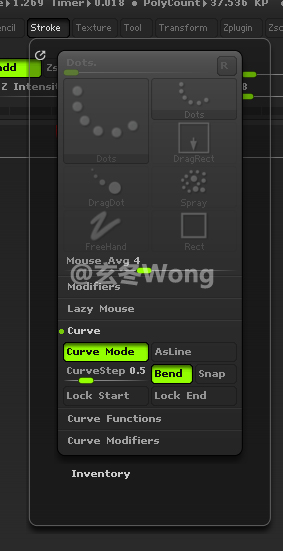 1.269 Timer▸0.018 ● PolyCount▸37.536 KP
encil Stroke Texture Tool Transform Zplugin Zsc
add Zs
Z Intensit 8
Dots. R
Dots Dots
DragRect
DragDot Spray
FreeHand Rect
Mouse Avg 4
@玄冬Wong
Modifiers
Lazy Mouse
Curve
Curve Mode AsLine
CurveStep 0.5 Bend Snap
Lock Start Lock End
Curve Functions
Curve Modifiers
Inventory